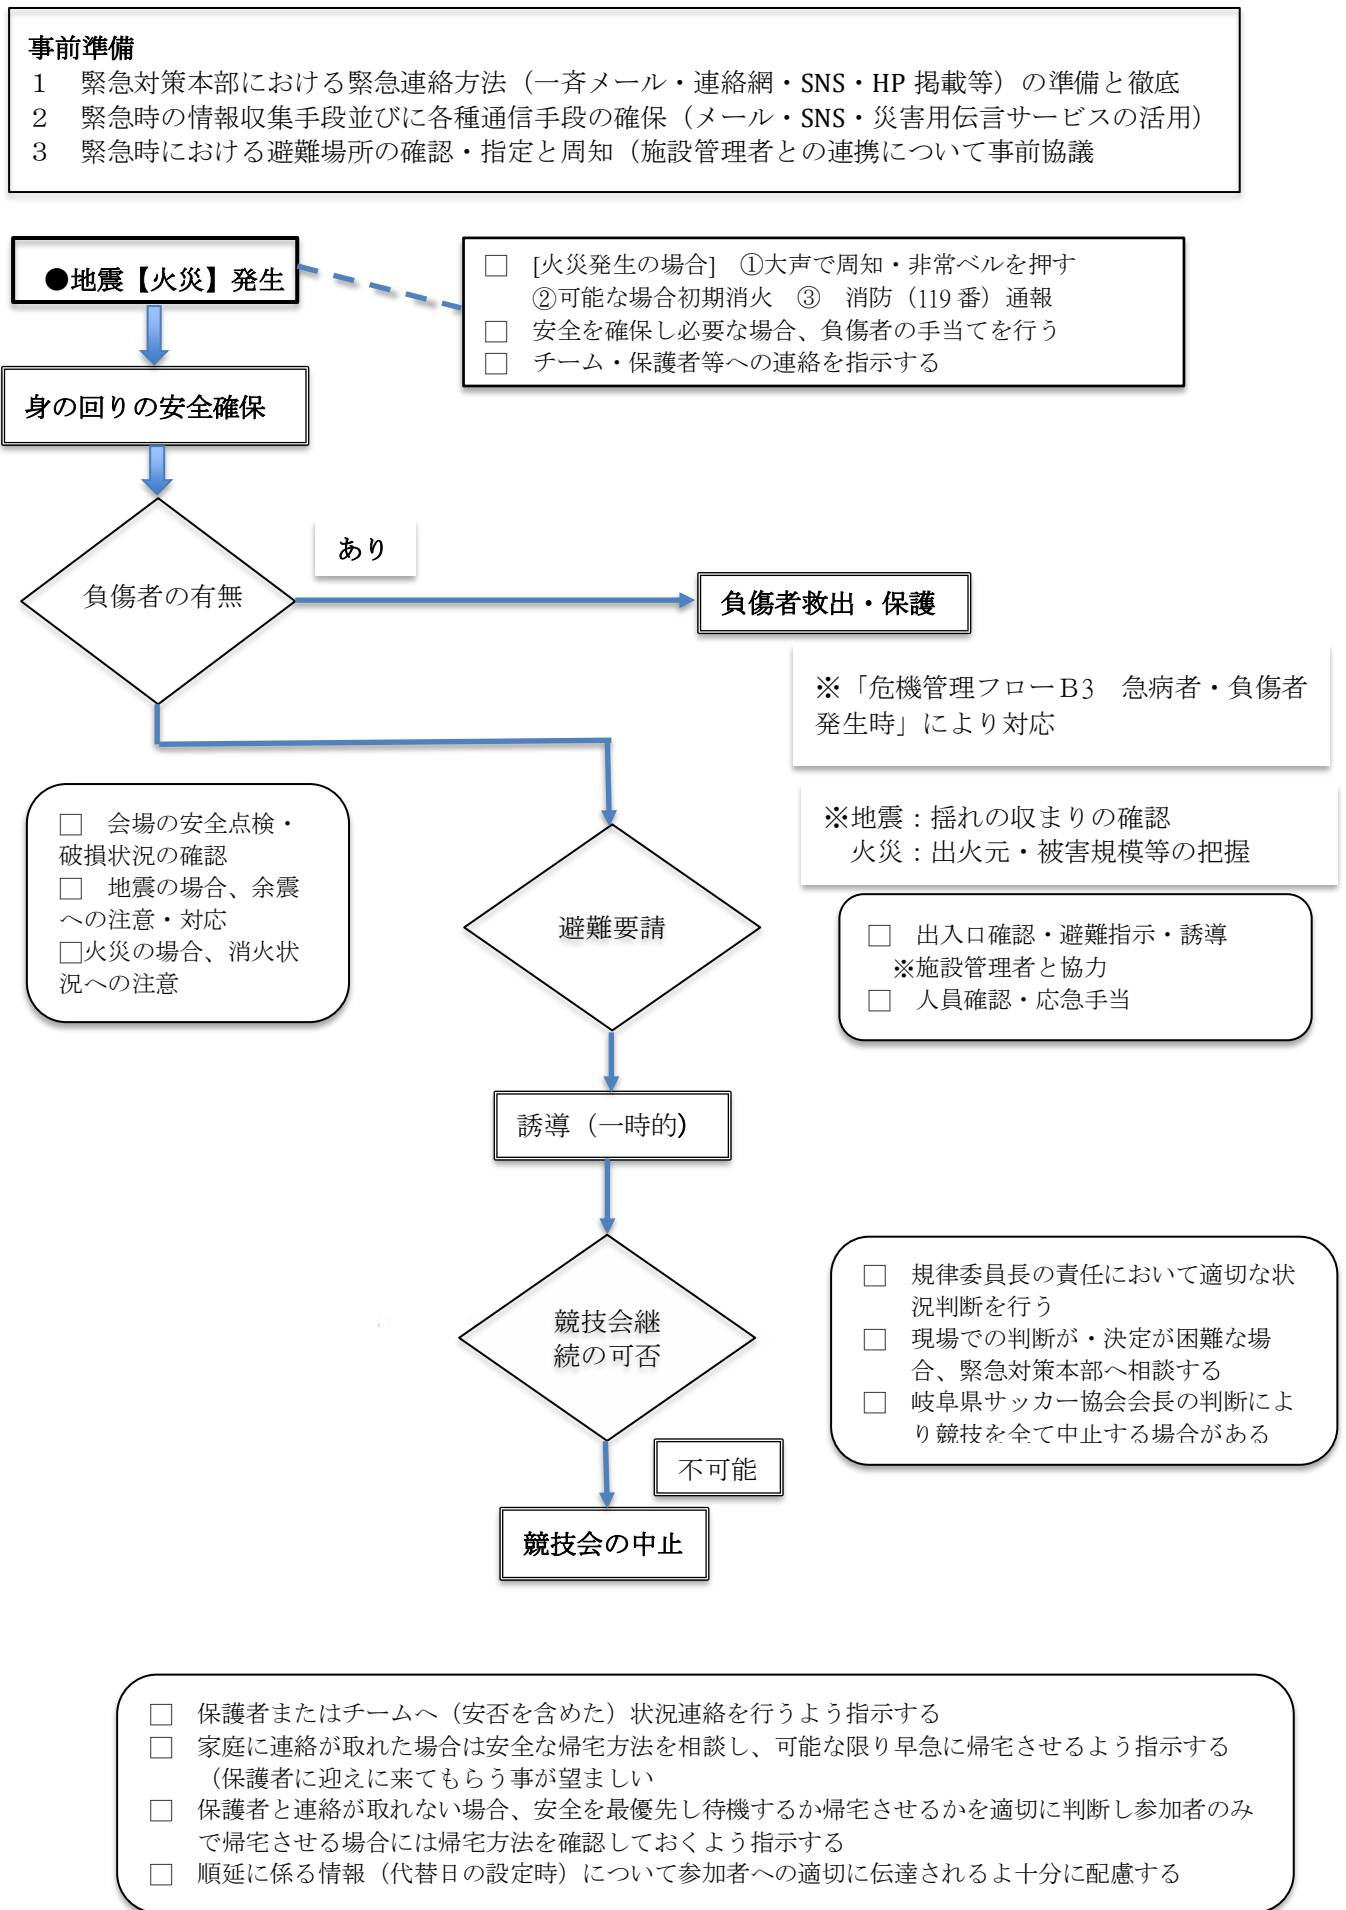 事前準備
１　緊急対策本部における緊急連絡方法（一斉メール・連絡網・SNS・HP 掲載等）の準備と徹底
２　緊急時の情報収集手段並びに各種通信手段の確保（メール・SNS・災害用伝言サービスの活用）
３　緊急時における避難場所の確認・指定と周知（施設管理者との連携について事前協議
●地震【火災】発生
□　[火災発生の場合]　①大声で周知・非常ベルを押す
②可能な場合初期消火　③　消防（119 番）通報
□　安全を確保し必要な場合、負傷者の手当てを行う
□　チーム・保護者等への連絡を指示する
身の回りの安全確保
負傷者の有無
あり
負傷者救出・保護
※「危機管理フローＢ3　急病者・負傷者
発生時」により対応
※地震：揺れの収まりの確認
火災：出火元・被害規模等の把握
□　会場の安全点検・
破損状況の確認
□　地震の場合、余震
への注意・対応
□火災の場合、消火状
況への注意
避難要請
□　出入口確認・避難指示・誘導
※施設管理者と協力
□　人員確認・応急手当
誘導（一時的)
競技会継
続の可否
□　規律委員長の責任において適切な状
況判断を行う
□　現場での判断が・決定が困難な場
合、緊急対策本部へ相談する
□　岐阜県サッカー協会会長の判断によ
り競技を全て中止する場合がある
不可能
競技会の中止
□　保護者またはチームへ（安否を含めた）状況連絡を行うよう指示する
□　家庭に連絡が取れた場合は安全な帰宅方法を相談し、可能な限り早急に帰宅させるよう指示する
（保護者に迎えに来てもらう事が望ましい
□　保護者と連絡が取れない場合、安全を最優先し待機するか帰宅させるかを適切に判断し参加者のみ
で帰宅させる場合には帰宅方法を確認しておくよう指示する
□　順延に係る情報（代替日の設定時）について参加者への適切に伝達されるよ十分に配慮する